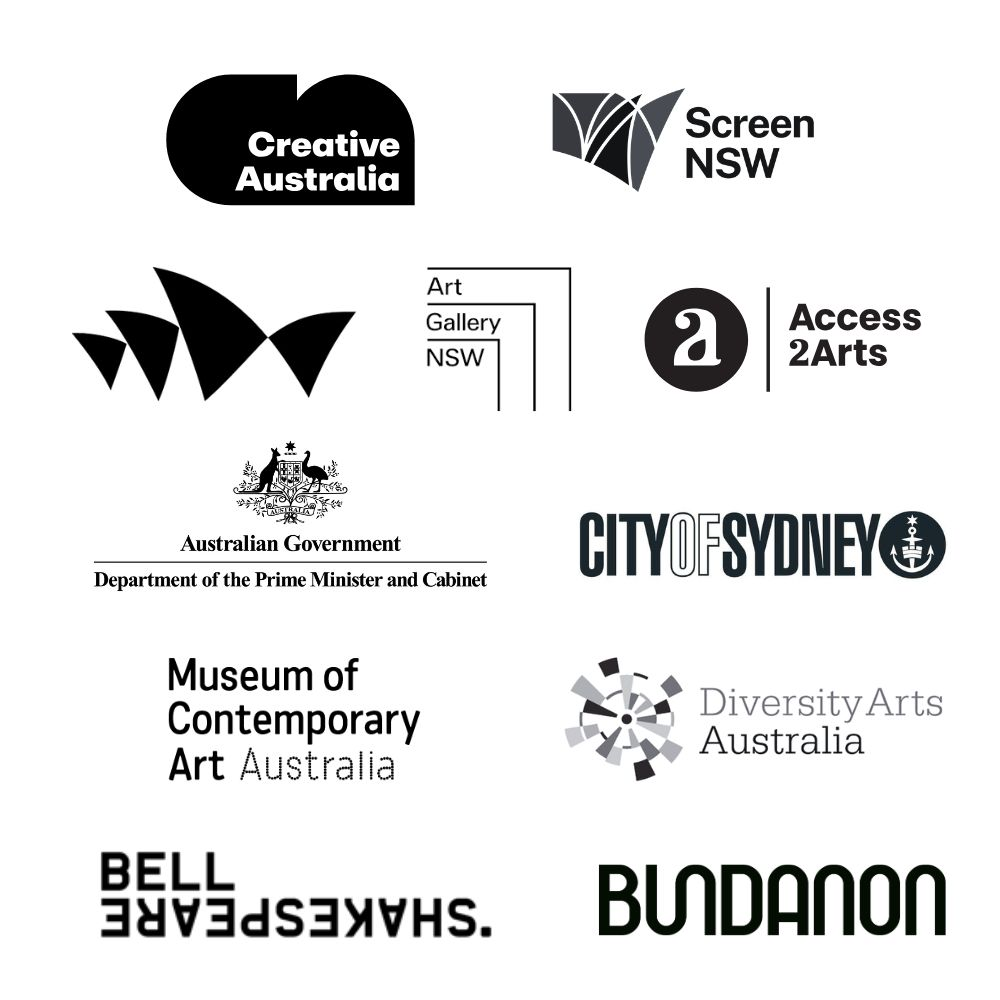 Creative
Australia
Screen
NSW
Art
Gallery
NSW
a
Access
2Arts
AUSTRALIA
Australian Government
Department of the Prime Minister and Cabinet
CITYOFSYDNEY
Museum of
Contemporary
Art Australia
Diversity Arts
Australia
BELL
SHAKESPEARE.
BUNDANON